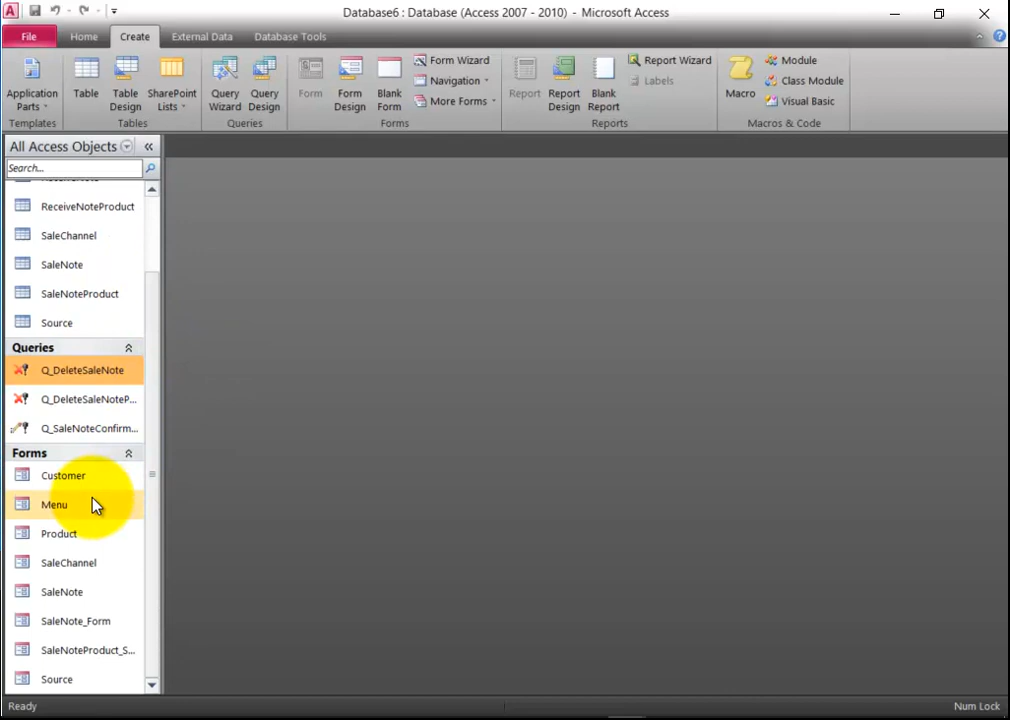 Database6 : Database (Access 2007 - 2010) - Microsoft Access
File Home Create External Data Database Tools
Application Parts
Table
Table Design
SharePoint Lists
Query Wizard
Query Design
Form
Form Design
Blank Form
Form Wizard
Navigation
More Forms
Report
Report Design
Blank Report
Report Wizard
Labels
Macro
Module
Class Module
Visual Basic
Templates Tables Queries Forms Reports Macros & Code
All Access Objects
Search...
ReceiveNoteProduct
SaleChannel
SaleNote
SaleNoteProduct
Source
Queries
Q_DeleteSaleNote
Q_DeleteSaleNoteP...
Q_SaleNoteConfirm...
Forms
Customer
Menu
Product
SaleChannel
SaleNote
SaleNote_Form
SaleNoteProduct_S...
Source
Ready Num Lock